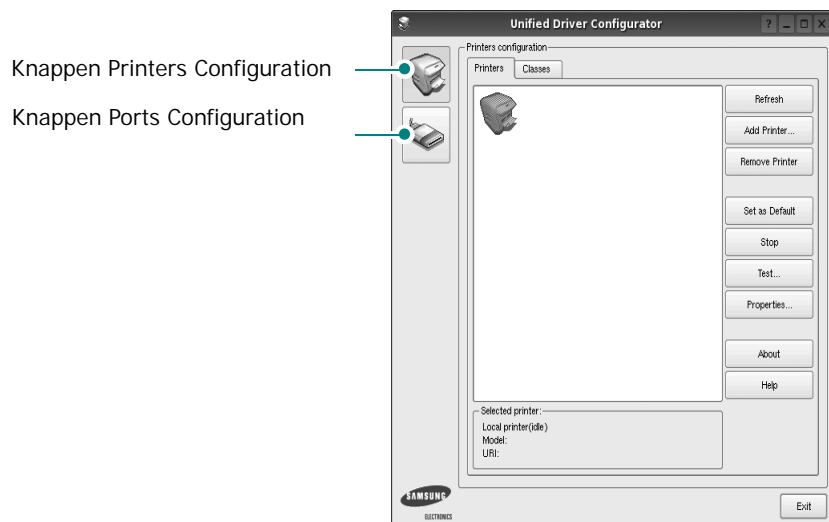 Knappen Printers Configuration
Knappen Ports Configuration
Unified Driver Configurator
?
Printers configuration
Printers
Classes
Refresh
Add Printer...
Remove Printer
Set as Default
Stop
Test...
Properties...
About
Help
Selected printer:
Local printer(idle)
Model:
URI:
SAMSUNG
ELECTRONICS
Exit